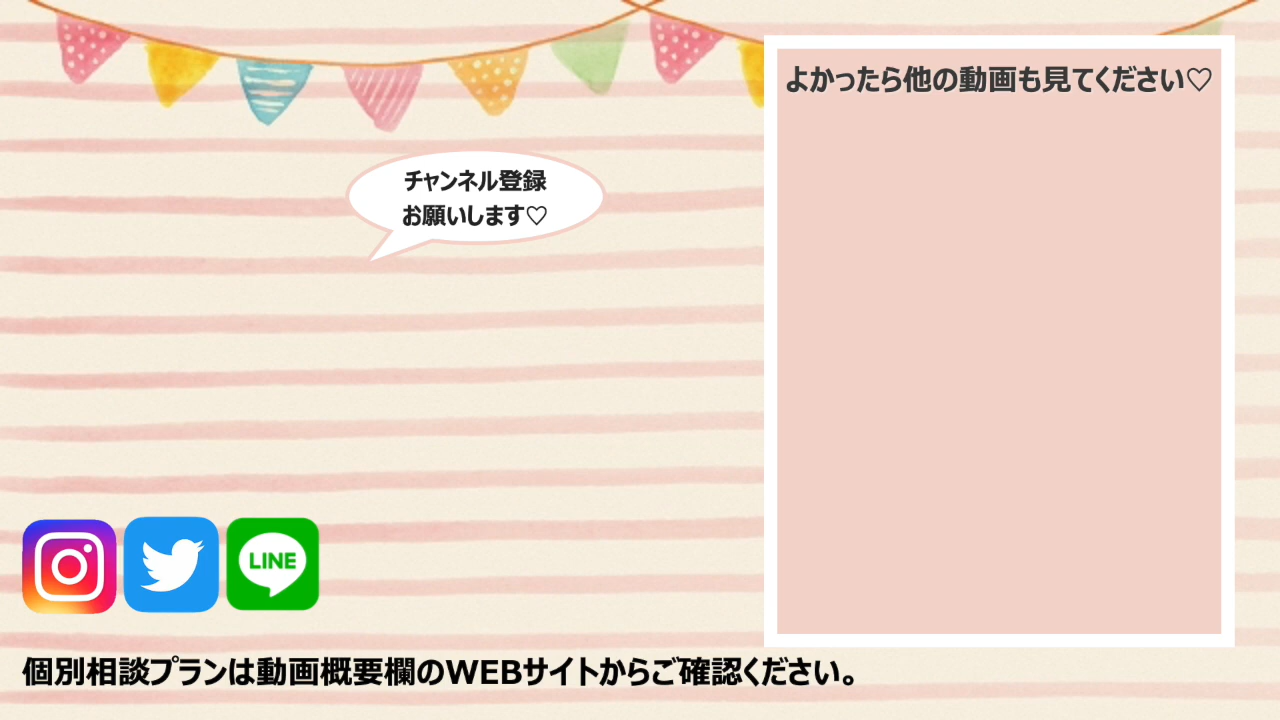 よかったら他の動画も見てください♡
チャンネル登録
お願いします♡
LINE
個別相談プランは動画概要欄のWEBサイトからご確認ください。